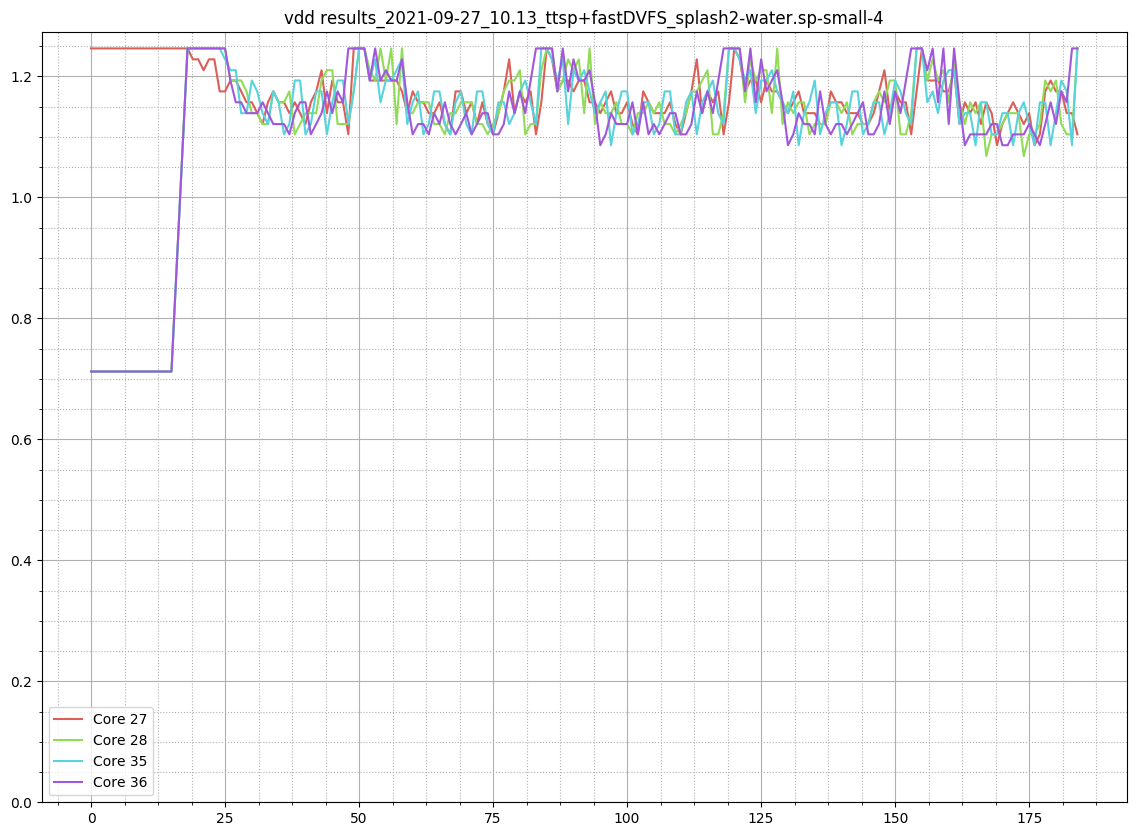 vdd results_2021-09-27_10.13_ttsp+fastDVFS_splash2-water.sp-small-4
1.2
1.0
0.8
0.6
0.4
0.2
0.0
Core 27
Core 28
Core 35
Core 36
0 25 50 75 100 125 150 175